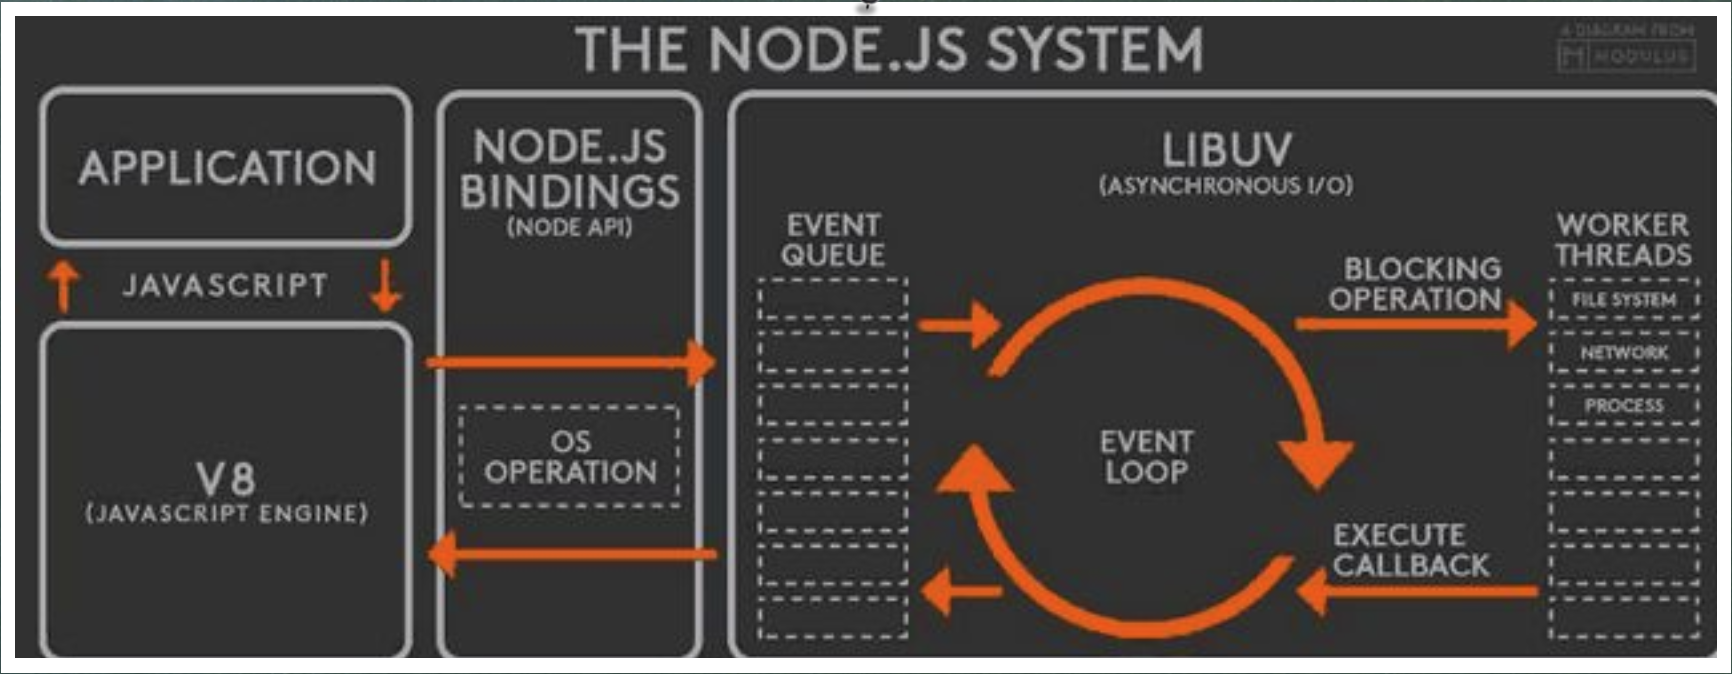 THE NODE.JS SYSTEM
A DIAGRAM FROM
MODULUS
APPLICATION
JAVASCRIPT
V8
(JAVASCRIPT ENGINE)
NODE.JS
BINDINGS
(NODE API)
OS
OPERATION
LIBUV
(ASYNCHRONOUS I/O)
EVENT
QUEUE
EVENT
LOOP
BLOCKING
OPERATION
EXECUTE
CALLBACK
WORKER
THREADS
FILE SYSTEM
NETWORK
PROCESS